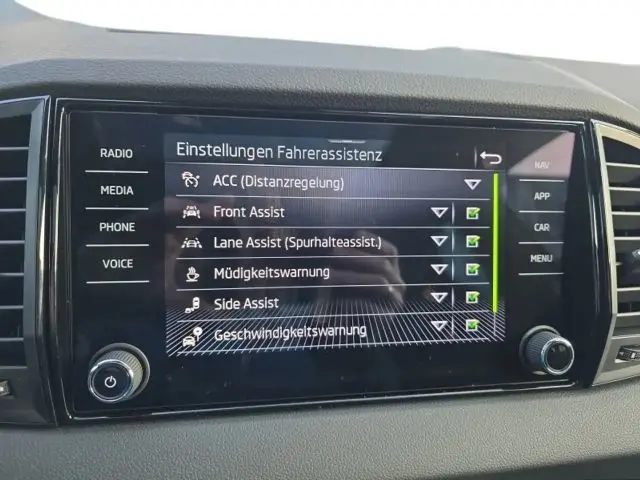 RADIO
MEDIA
PHONE
VOICE
Einstellungen Fahrerassistenz
ACC (Distanzregelung)
Front Assist
Lane Assist (Spurhalteassist.)
Müdigkeitswarnung
Side Assist
Geschwindigkeitswarnung
NAV
APP
CAR
MENU